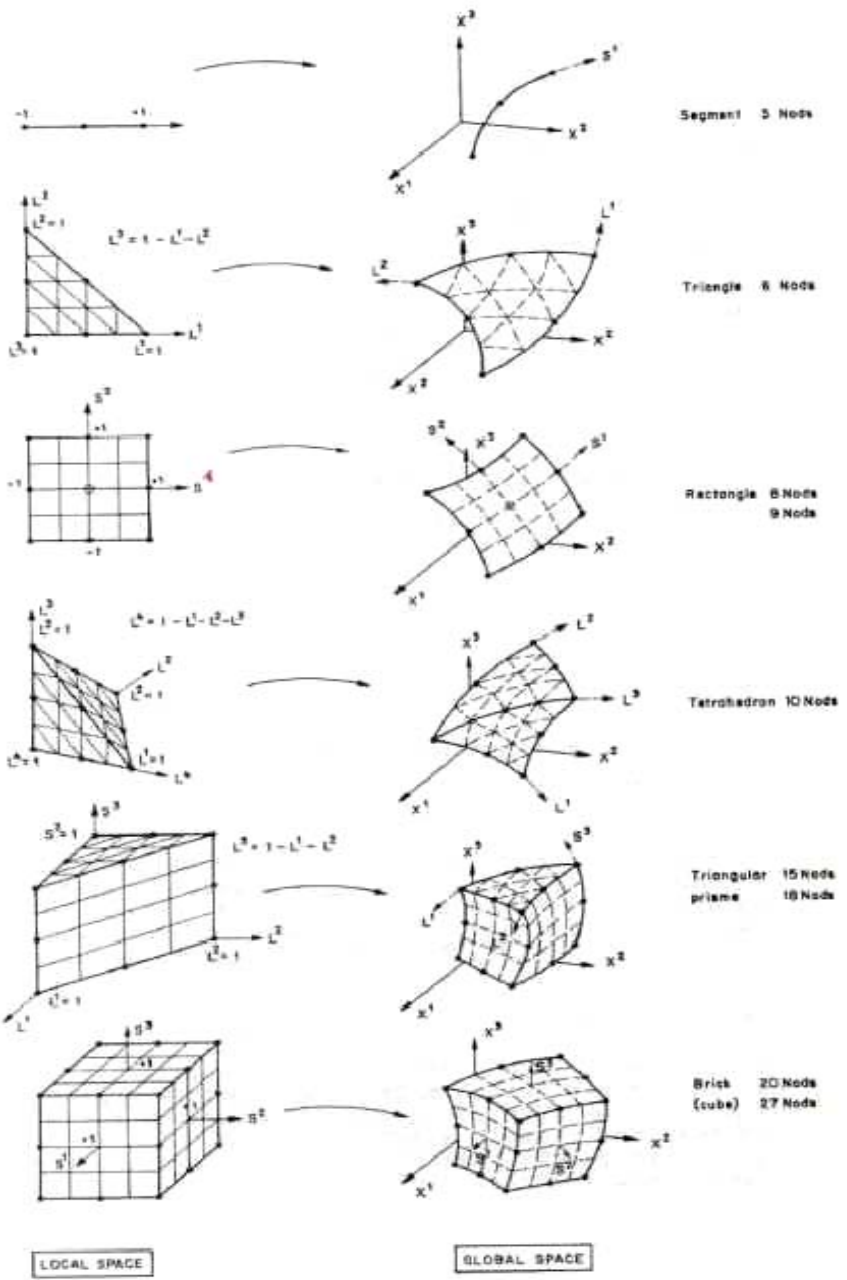 X³
S¹
-1
+1
X²
X¹
Segment 3 Nods
L²
L²=1
L³ = 1 - L¹ - L²
L³=1
L¹=1
L¹
X³
L¹
L²
X²
X²
Triangle 6 Nods
S²
+1
-1
+1
S¹
-1
S²
X³
S¹
X²
X¹
Rectangle 8 Nods
9 Nods
L³
L⁴ = 1 - L¹ - L² - L³
L²
L²=1
L⁴=1
L¹=1
L²
X³
L³
X²
X¹
L¹
Tetrahedron 10 Nods
S³
S²=1
L³ = 1 - L¹ - L²
L²
L²=1
L¹=1
L¹
S³
X³
L¹
X²
X¹
Triangular 15 Nods
prisme 18 Nods
S³
+1
+1
S²
+1
S¹
X³
S³
S²
X²
X¹
Brick 20 Nods
(cube) 27 Nods
LOCAL SPACE
GLOBAL SPACE